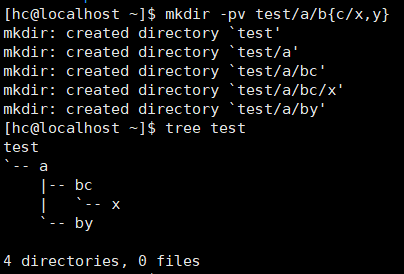 [hc@localhost ~]$ mkdir -pv test/a/b{c/x,y}
mkdir: created directory `test'
mkdir: created directory `test/a'
mkdir: created directory `test/a/bc'
mkdir: created directory `test/a/bc/x'
mkdir: created directory `test/a/by'
[hc@localhost ~]$ tree test
test
`-- a
    |-- bc
    |   `-- x
    `-- by

4 directories, 0 files